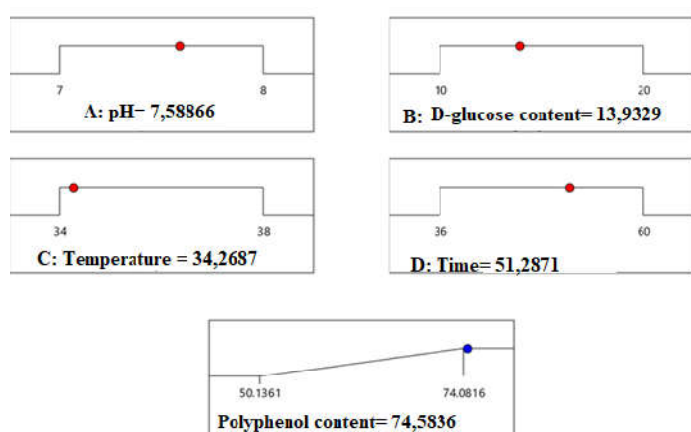 7 8
A: pH= 7,58866
10 20
B: D-glucose content= 13,9329
34 38
C: Temperature = 34,2687
36 60
D: Time= 51,2871
50.1361 74.0816
Polyphenol content= 74,5836